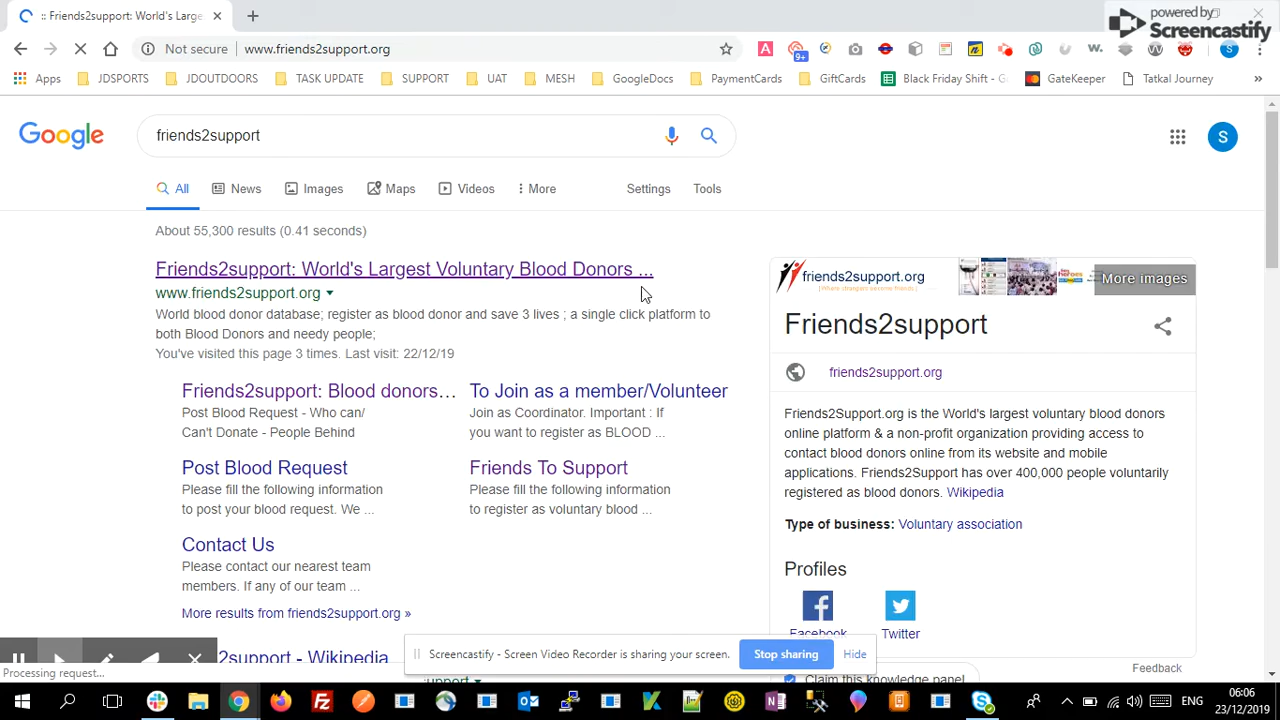 :: Friends2support: World's Large
powered by
Screencastify
Not secure
www.friends2support.org
9+
S
Apps
JDSPORTS
JDOUTDOORS
TASK UPDATE
SUPPORT
UAT
MESH
GoogleDocs
PaymentCards
GiftCards
Black Friday Shift - G
GateKeeper
Tatkal Journey
»
Google
friends2support
S
All
News
Images
Maps
Videos
More
Settings
Tools
About 55,300 results (0.41 seconds)
Friends2support: World's Largest Voluntary Blood Donors ...
www.friends2support.org
World blood donor database; register as blood donor and save 3 lives ; a single click platform to
both Blood Donors and needy people;
You've visited this page 3 times. Last visit: 22/12/19
Friends2support: Blood donors...
Post Blood Request - Who can/
Can't Donate - People Behind
To Join as a member/Volunteer
Join as Coordinator. Important : If
you want to register as BLOOD ...
Post Blood Request
Please fill the following information
to post your blood request. We ...
Friends To Support
Please fill the following information
to register as voluntary blood ...
Contact Us
Please contact our nearest team
members. If any of our team ...
More results from friends2support.org »
2support - Wikipedia
friends2support.org
More images
Friends2support
friends2support.org
Friends2Support.org is the World's largest voluntary blood donors
online platform & a non-profit organization providing access to
contact blood donors online from its website and mobile
applications. Friends2Support has over 400,000 people voluntarily
registered as blood donors. Wikipedia
Type of business: Voluntary association
Profiles
Facebook
Twitter
Feedback
Claim this knowledge panel
Screencastify - Screen Video Recorder is sharing your screen.
Stop sharing
Hide
Processing request...
ENG
06:06
23/12/2019